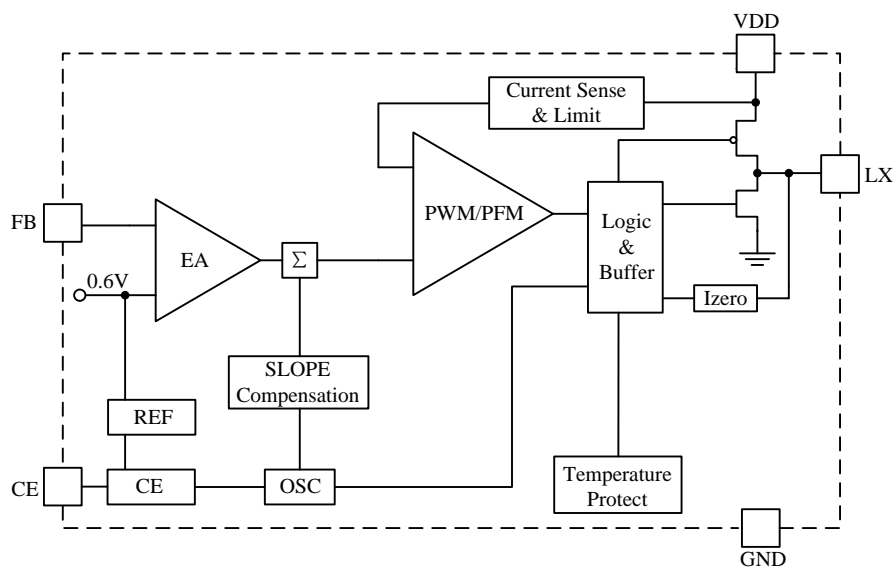 VDD
Current Sense
& Limit
LX
FB
EA
Σ
PWM/PFM
Logic
&
Buffer
0.6V
Izero
SLOPE
Compensation
REF
CE
CE
OSC
Temperature
Protect
GND